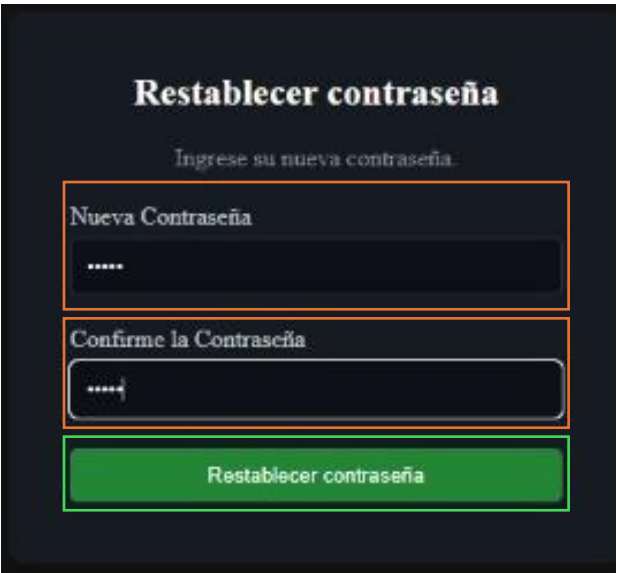 Restablecer contraseña
Ingrese su nueva contraseña.
Nueva Contraseña
•••••
Confirme la Contraseña
•••••
Restablecer contraseña